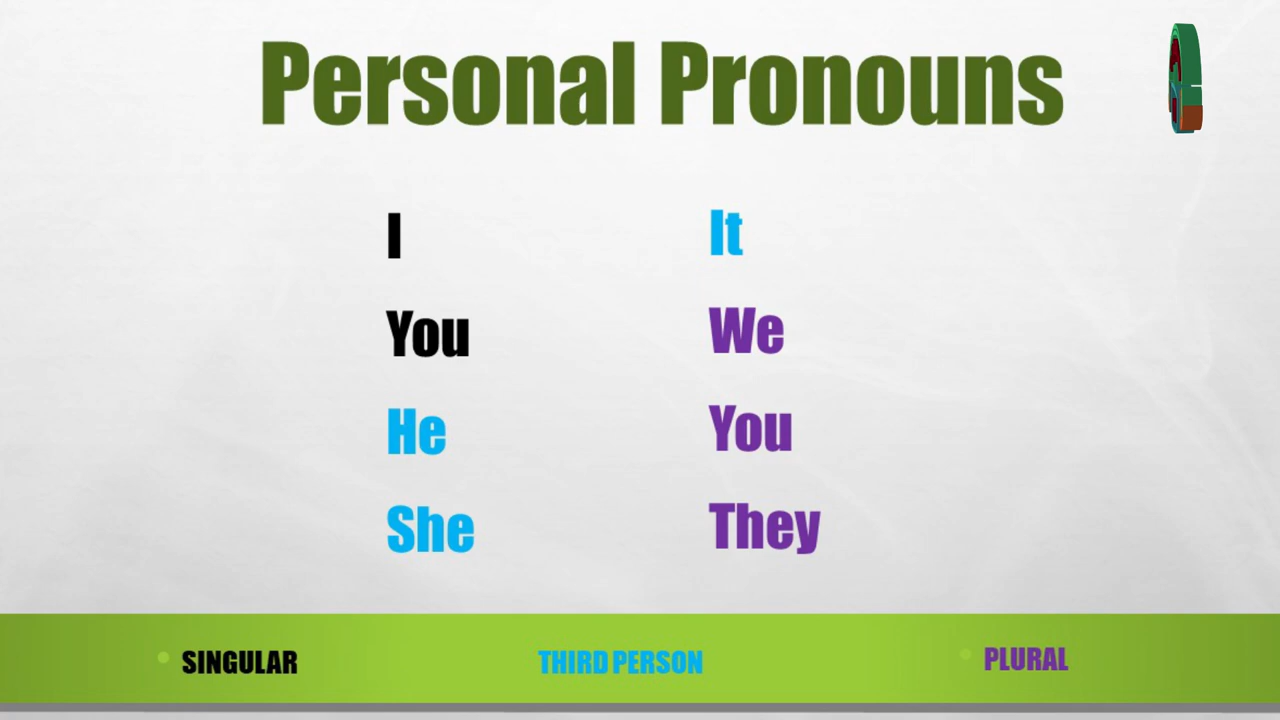 Personal Pronouns
I
You
He
She
It
We
You
They
SINGULAR
THIRD PERSON
PLURAL